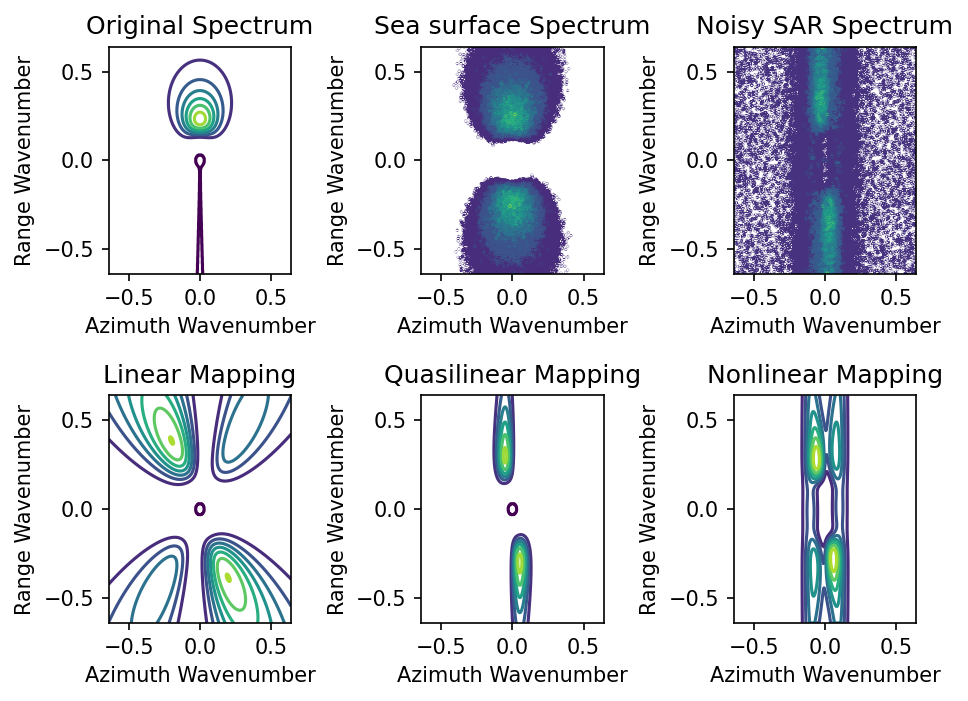 Original Spectrum
Sea surface Spectrum
Noisy SAR Spectrum
Range Wavenumber
0.5
0.0
−0.5
−0.5
0.0
0.5
Azimuth Wavenumber
Range Wavenumber
0.5
0.0
−0.5
−0.5
0.0
0.5
Azimuth Wavenumber
Range Wavenumber
0.5
0.0
−0.5
−0.5
0.0
0.5
Azimuth Wavenumber
Linear Mapping
Quasilinear Mapping
Nonlinear Mapping
Range Wavenumber
0.5
0.0
−0.5
−0.5
0.0
0.5
Azimuth Wavenumber
Range Wavenumber
0.5
0.0
−0.5
−0.5
0.0
0.5
Azimuth Wavenumber
Range Wavenumber
0.5
0.0
−0.5
−0.5
0.0
0.5
Azimuth Wavenumber